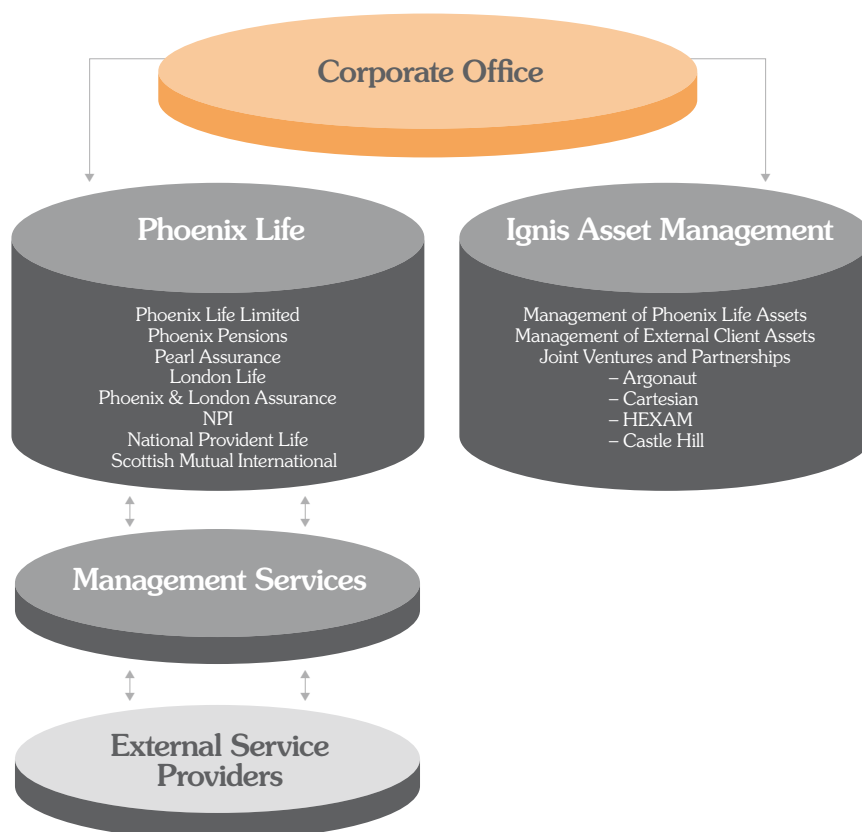 Corporate Office
Phoenix Life
Phoenix Life Limited
Phoenix Pensions
Pearl Assurance
London Life
Phoenix & London Assurance
NPI
National Provident Life
Scottish Mutual International
Ignis Asset Management
Management of Phoenix Life Assets
Management of External Client Assets
Joint Ventures and Partnerships
– Argonaut
– Cartesian
– HEXAM
– Castle Hill
Management Services
External Service
Providers